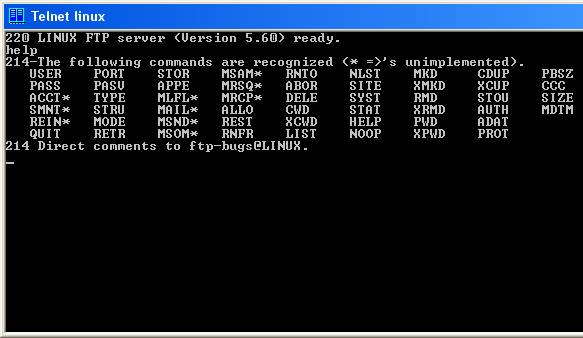 Telnet linux
220 LINUX FTP server (Version 5.60) ready.
help
214-The following commands are recognized (* =>'s unimplemented).
USER PORT STOR MSAM* RNTO NLST MKD CDUP PBSZ
PASS PASV APPE MRSQ* ABOR SITE XMKD XCUP CCC
ACCT* TYPE MLFL* MRCP* DELE SYST RMD STOU SIZE
SMNT* STRU MAIL* ALLO CWD STAT XRMD AUTH MDTM
REIN* MODE MSND* REST XCWD HELP PWD ADAT
QUIT RETR MSOM* RNFR LIST NOOP XPWD PROT
214 Direct comments to ftp-bugs@LINUX.